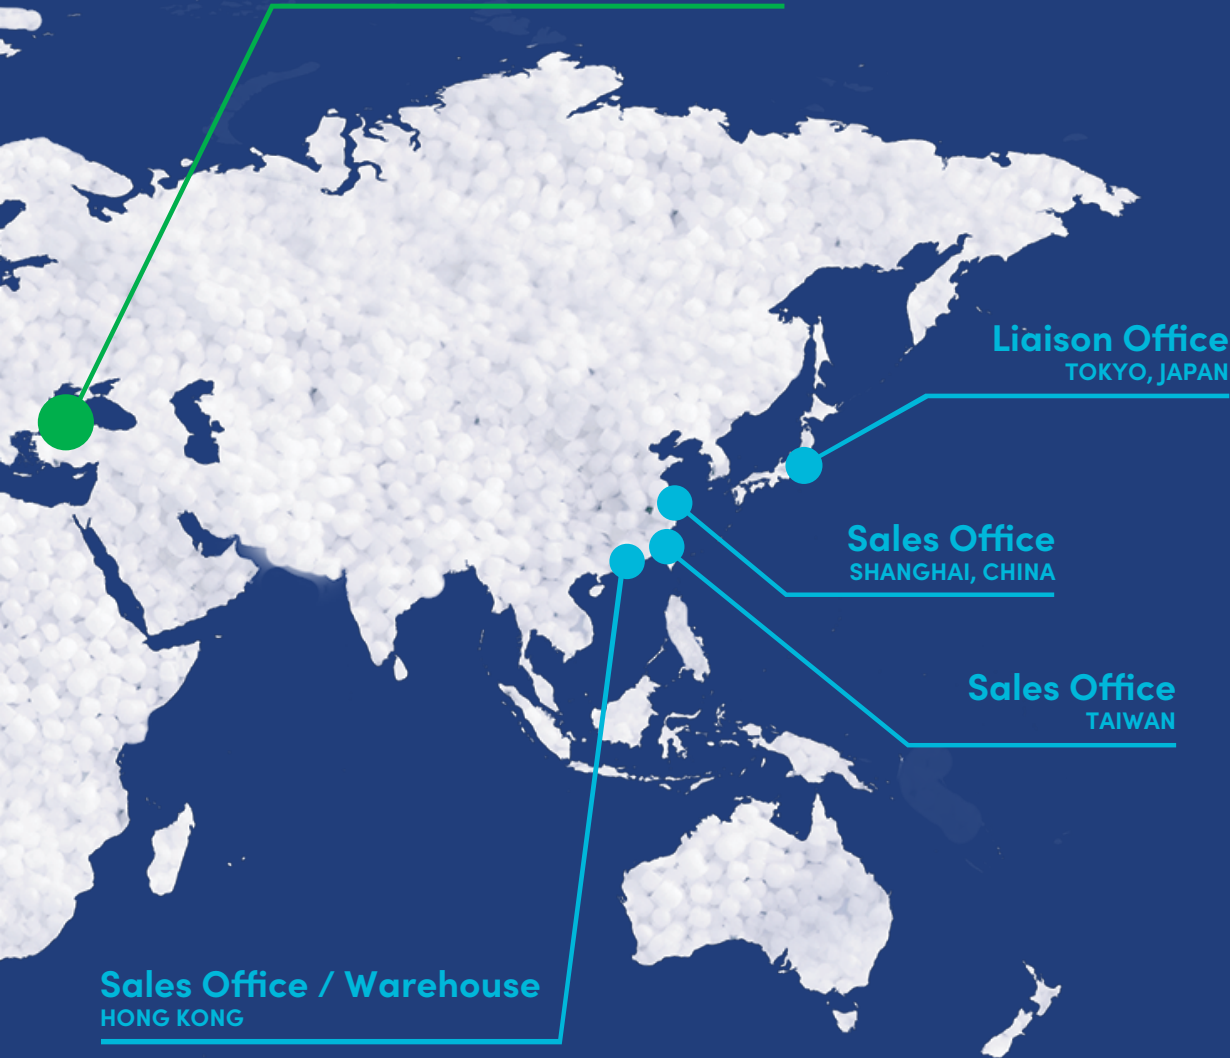 Liaison Office
TOKYO, JAPAN
Sales Office
SHANGHAI, CHINA
Sales Office
TAIWAN
Sales Office / Warehouse
HONG KONG